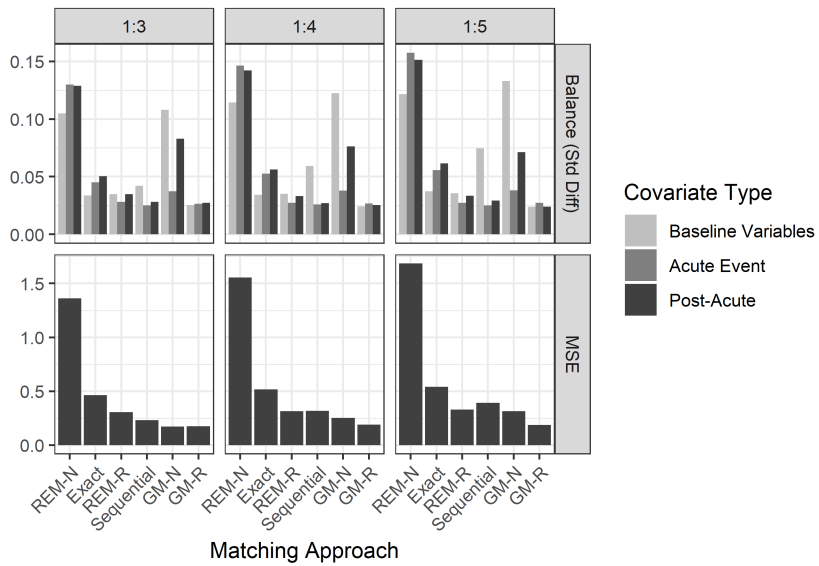 1:3 1:4 1:5
0.15
0.10
0.05
0.00
Balance (Std Diff)
1.5
1.0
0.5
0.0
MSE
REM-N Exact REM-R Sequential GM-N GM-R
REM-N Exact REM-R Sequential GM-N GM-R
REM-N Exact REM-R Sequential GM-N GM-R
Matching Approach
Covariate Type
Baseline Variables
Acute Event
Post-Acute